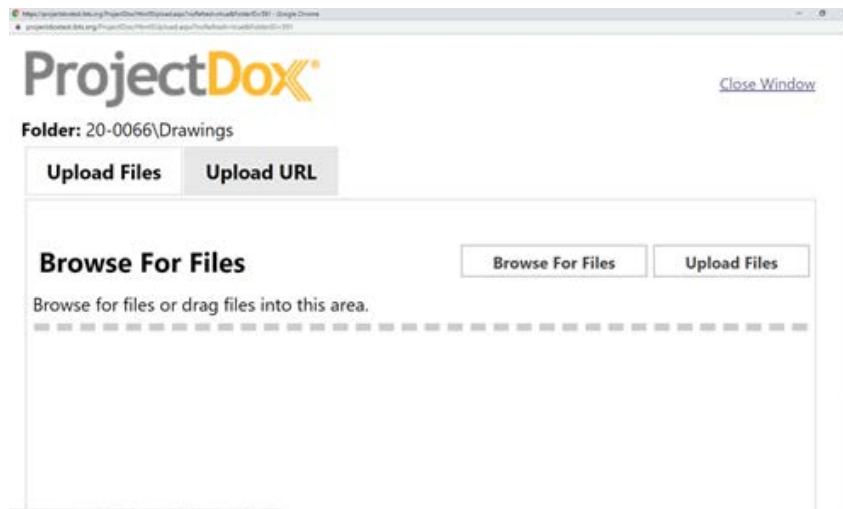 ProjectDox
Close Window
Folder: 20-0066\Drawings
Upload Files Upload URL
Browse For Files Browse For Files Upload Files
Browse for files or drag files into this area.